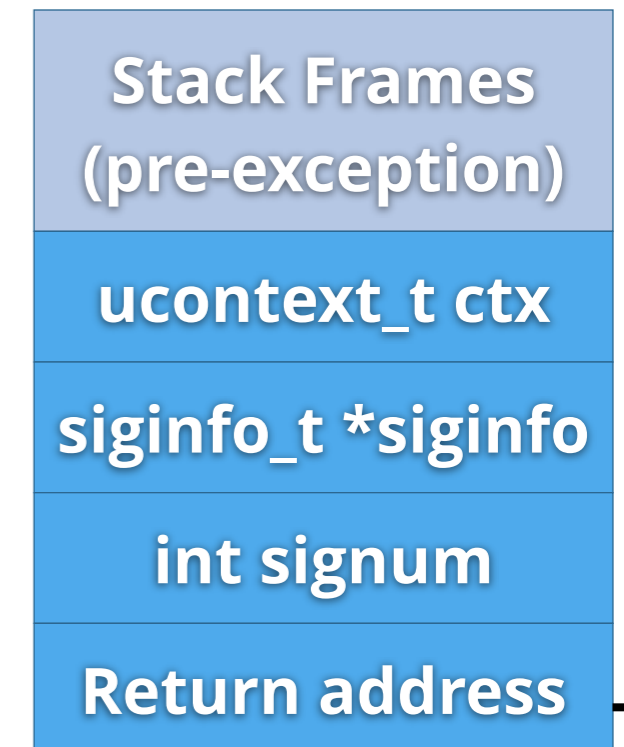 Stack Frames
(pre-exception)
ucontext_t ctx
siginfo_t *siginfo
int signum
Return address